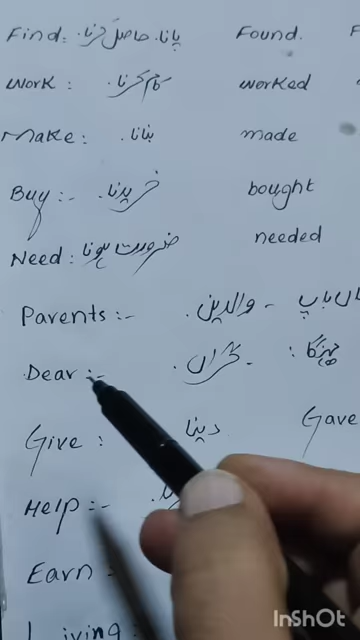 Find: پانا. حاصل کرنا. Found. F
Work: کام کرنا. worked
Make: بنانا. made
Buy :- خریدنا. bought
Need: ضرورت ہونا needed
Parents :- والدین - ماں باپ
Dear :- گراں - مہنگا :
Give : دینا Gave
Help :-
Earn :
Living :
InShOt